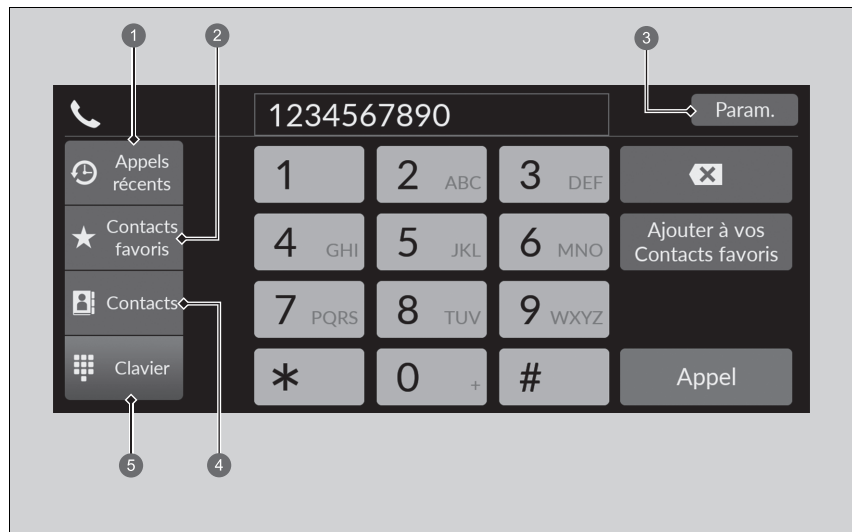 1
2
3
1234567890
Param.
Appels
récents
1
2 ABC
3 DEF
Contacts
favoris
4 GHI
5 JKL
6 MNO
Ajouter à vos
Contacts favoris
Contacts
7 PQRS
8 TUV
9 WXYZ
Clavier
*
0 +
#
Appel
5
4